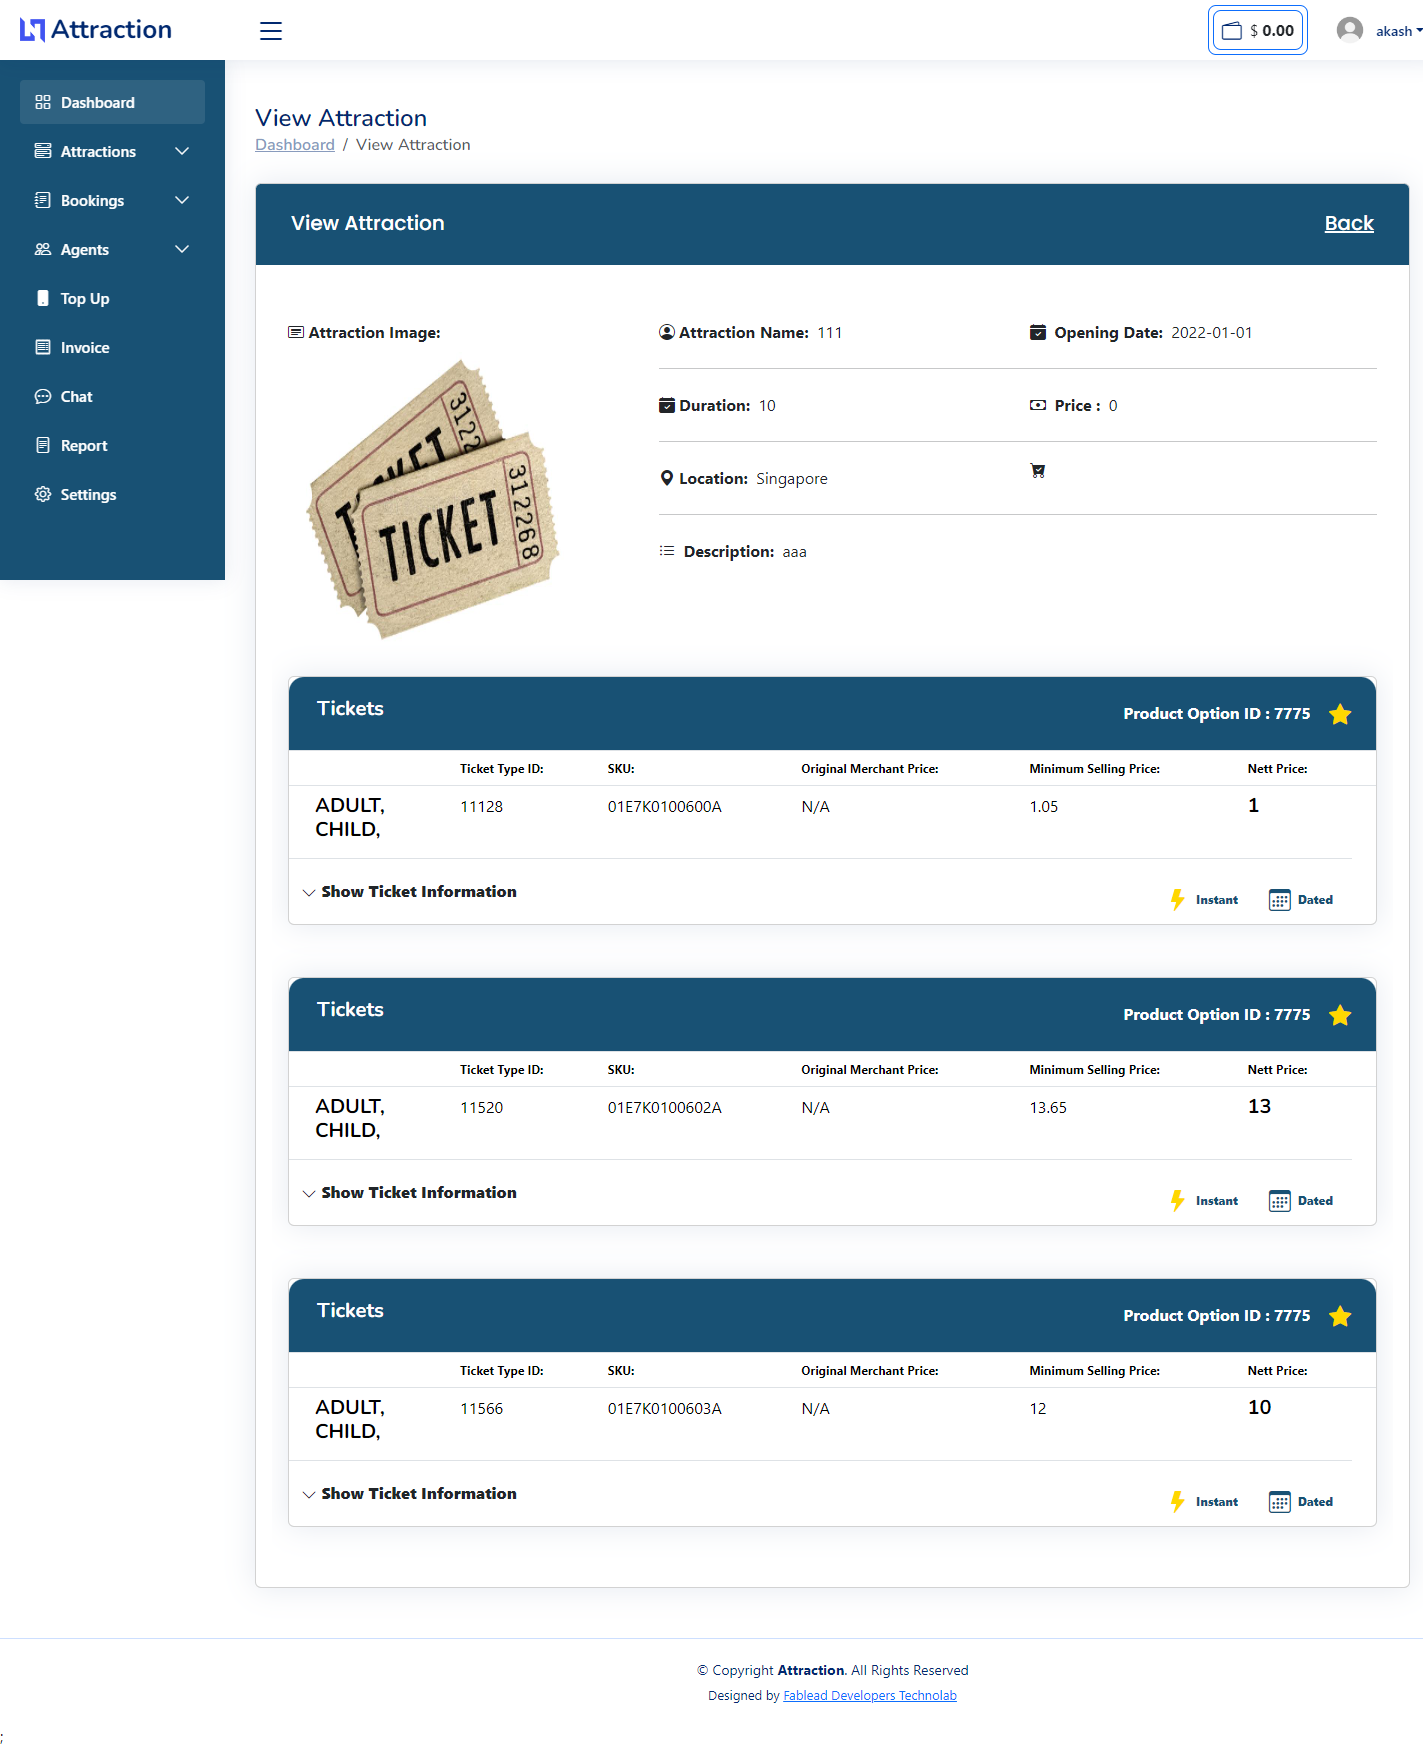 Attraction
$ 0.00
akash
Dashboard
Attractions
Bookings
Agents
Top Up
Invoice
Chat
Report
Settings
View Attraction
Dashboard / View Attraction
View Attraction
Back
Attraction Image:
TICKET
3122
TICKET
312268
Attraction Name: 111
Opening Date: 2022-01-01
Duration: 10
Price : 0
Location: Singapore
Description: aaa
Tickets
Product Option ID : 7775
Ticket Type ID: SKU: Original Merchant Price: Minimum Selling Price: Nett Price:
ADULT, 11128 01E7K0100600A N/A 1.05 1
CHILD,
Show Ticket Information
Instant Dated
Tickets
Product Option ID : 7775
Ticket Type ID: SKU: Original Merchant Price: Minimum Selling Price: Nett Price:
ADULT, 11520 01E7K0100602A N/A 13.65 13
CHILD,
Show Ticket Information
Instant Dated
Tickets
Product Option ID : 7775
Ticket Type ID: SKU: Original Merchant Price: Minimum Selling Price: Nett Price:
ADULT, 11566 01E7K0100603A N/A 12 10
CHILD,
Show Ticket Information
Instant Dated
© Copyright Attraction. All Rights Reserved
Designed by Fablead Developers Technolab
;